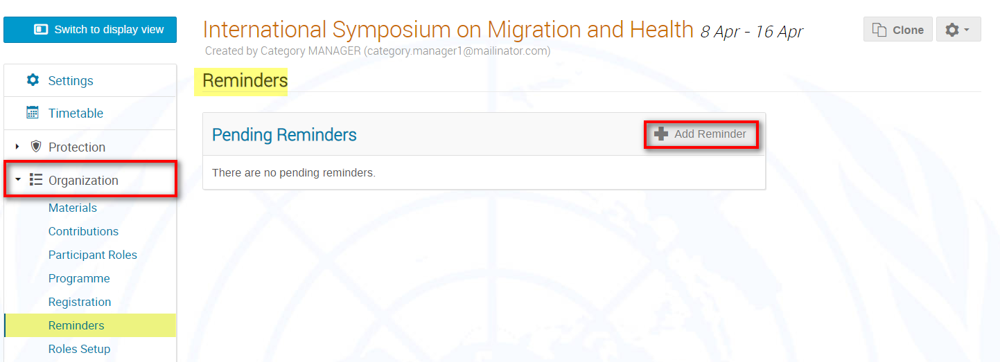 Switch to display view
International Symposium on Migration and Health 8 Apr - 16 Apr
Clone
Created by Category MANAGER (category.manager1@mailinator.com)
Settings
Timetable
Protection
Organization
Materials
Contributions
Participant Roles
Programme
Registration
Reminders
Roles Setup
Reminders
Pending Reminders
Add Reminder
There are no pending reminders.